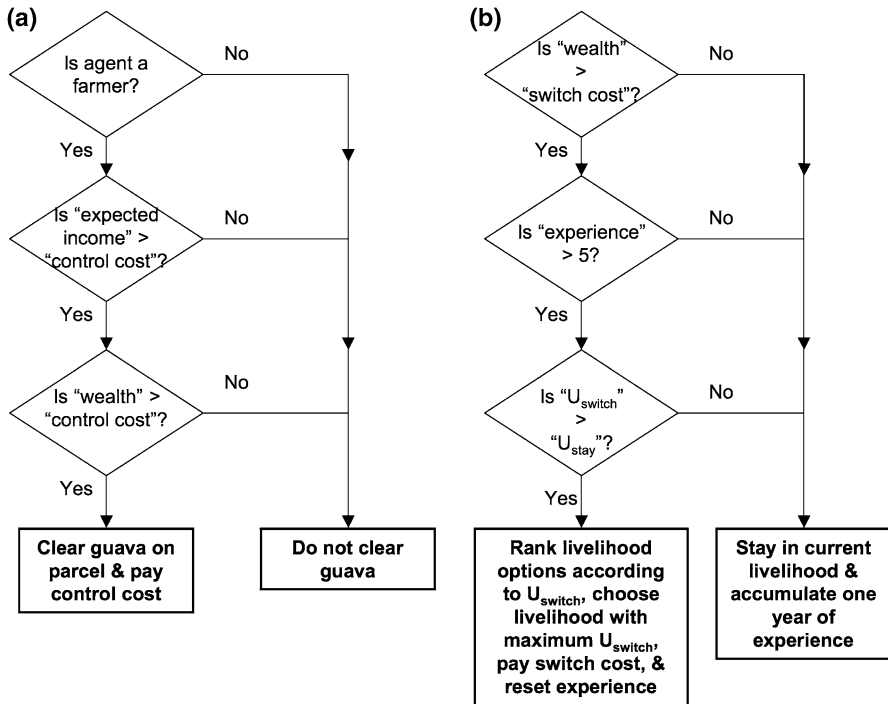 (a)
Is agent a
farmer?
No
Yes
Is “expected
income” >
“control cost”?
No
Yes
Is “wealth” >
“control cost”?
No
Yes
Clear guava on
parcel & pay
control cost
Do not clear
guava
(b)
Is “wealth”
>
“switch cost”?
No
Yes
Is “experience”
> 5?
No
Yes
Is “Uswitch”
>
“Ustay”?
No
Yes
Rank livelihood
options according
to Uswitch, choose
livelihood with
maximum Uswitch,
pay switch cost, &
reset experience
Stay in current
livelihood &
accumulate one
year of
experience